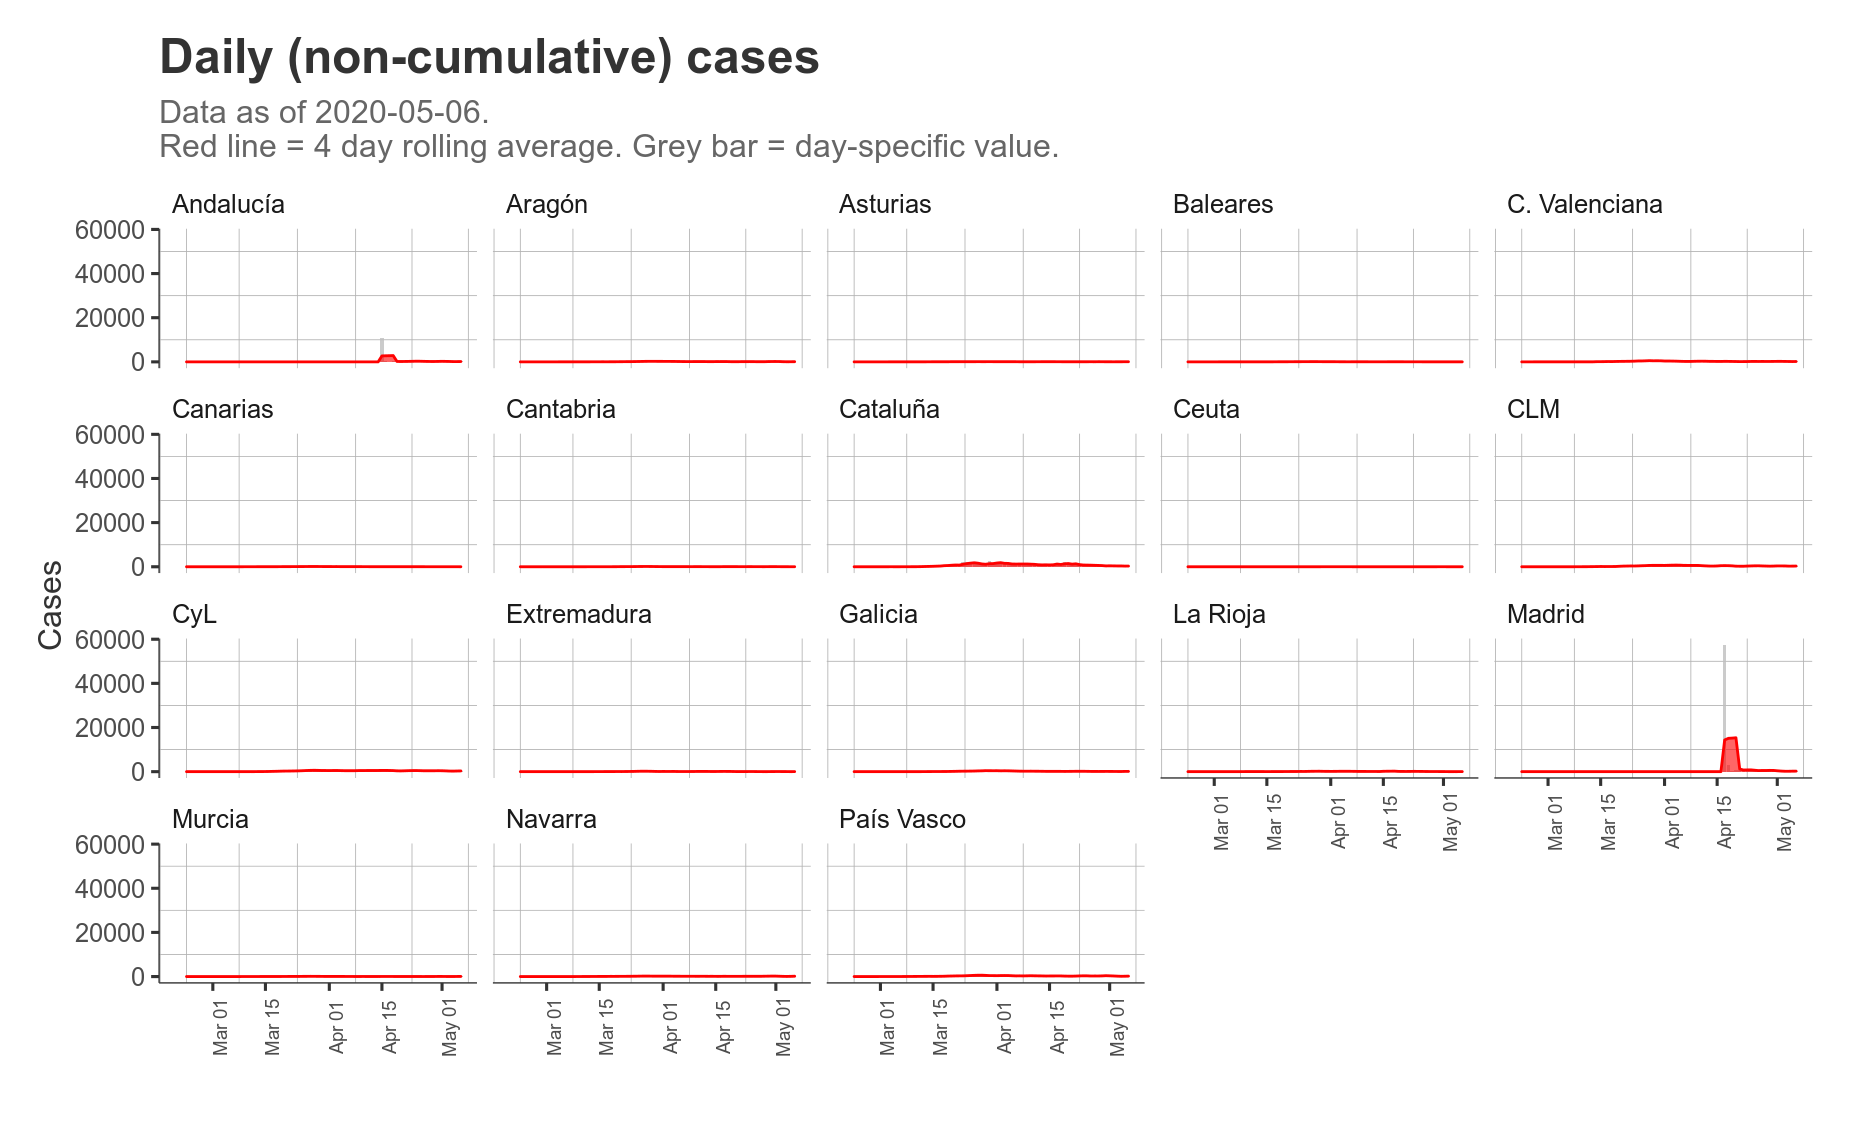 Daily (non-cumulative) cases
Data as of 2020-05-06.
Red line = 4 day rolling average. Grey bar = day-specific value.
Andalucía Aragón Asturias Baleares C. Valenciana
60000
40000
20000
0
Canarias Cantabria Cataluña Ceuta CLM
60000
40000
20000
0
Cases
CyL Extremadura Galicia La Rioja Madrid
60000
40000
20000
0
Mar 01 Mar 15 Apr 01 Apr 15 May 01 Mar 01 Mar 15 Apr 01 Apr 15 May 01
Murcia Navarra País Vasco
60000
40000
20000
0
Mar 01 Mar 15 Apr 01 Apr 15 May 01 Mar 01 Mar 15 Apr 01 Apr 15 May 01 Mar 01 Mar 15 Apr 01 Apr 15 May 01